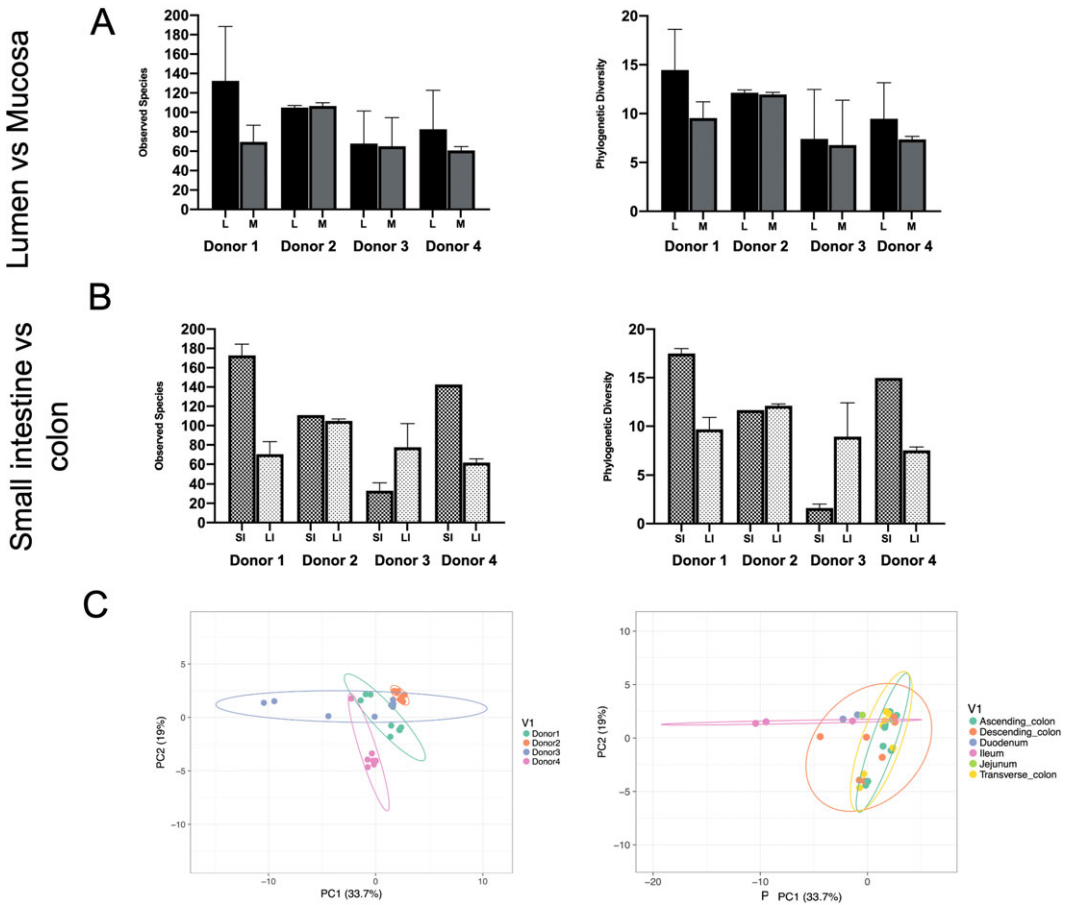 A
Lumen vs Mucosa
Observed Species
200
180
160
140
120
100
80
60
40
20
0
L M L M L M L M
Donor 1 Donor 2 Donor 3 Donor 4
Phylogenetic Diversity
20
15
10
5
0
L M L M L M L M
Donor 1 Donor 2 Donor 3 Donor 4
B
Small intestine vs
colon
Observed Species
200
180
160
140
120
100
80
60
40
20
0
SI LI SI LI SI LI SI LI
Donor 1 Donor 2 Donor 3 Donor 4
Phylogenetic Diversity
20
15
10
5
0
SI LI SI LI SI LI SI LI
Donor 1 Donor 2 Donor 3 Donor 4
C
PC2 (19%)
5
0
−5
−10
−10 0 10
PC1 (33.7%)
V1
Donor1
Donor2
Donor3
Donor4
PC2 (19%)
10
5
0
−5
−10
−20 −10 0
P PC1 (33.7%)
V1
Ascending_colon
Descending_colon
Duodenum
Ileum
Jejunum
Transverse_colon